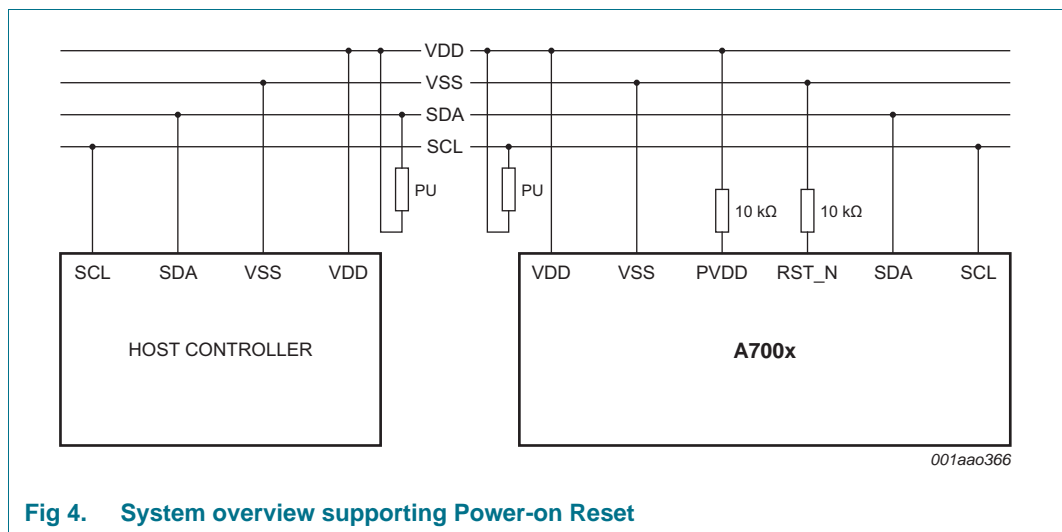 VDD
VSS
SDA
SCL
PU
PU
10 kΩ
10 kΩ
SCL SDA VSS VDD
VDD VSS PVDD RST_N SDA SCL
HOST CONTROLLER
A700x
001aao366
Fig 4. System overview supporting Power-on Reset